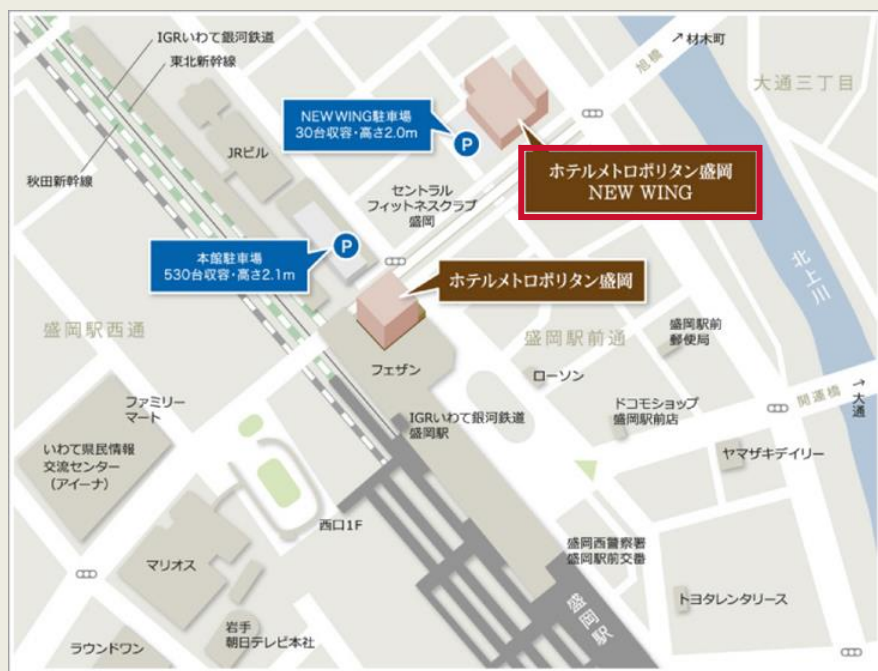 IGRいわて銀河鉄道
東北新幹線
秋田新幹線
JRビル
NEW WING駐車場
30台収容・高さ2.0m
P
旭橋
↗材木町
大通三丁目
ホテルメトロポリタン盛岡
NEW WING
セントラル
フィットネスクラブ
盛岡
本館駐車場
530台収容・高さ2.1m
P
ホテルメトロポリタン盛岡
北上川
盛岡駅西通
盛岡駅前通
盛岡駅前
郵便局
フェザン
ローソン
ファミリー
マート
IGRいわて銀河鉄道
盛岡駅
ドコモショップ
盛岡駅前店
開運橋
→大通
いわて県民情報
交流センター
（アイーナ）
ヤマザキデイリー
西口1F
マリオス
盛岡西警察署
盛岡駅前交番
盛岡駅
トヨタレンタリース
岩手
朝日テレビ本社
ラウンドワン